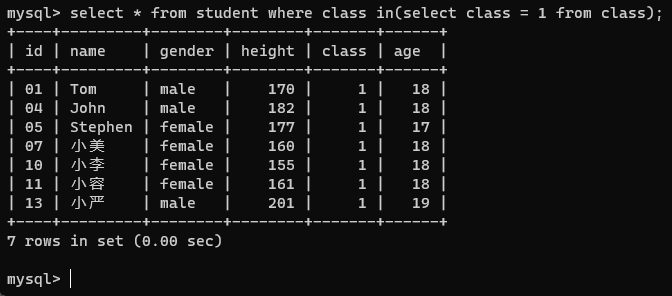 mysql> select * from student where class in(select class = 1 from class);
+----+---------+--------+--------+-------+------+
| id | name    | gender | height | class | age  |
+----+---------+--------+--------+-------+------+
| 01 | Tom     | male   |    170 |     1 |   18 |
| 04 | John    | male   |    182 |     1 |   18 |
| 05 | Stephen | female |    177 |     1 |   17 |
| 07 | 小美    | female |    160 |     1 |   18 |
| 10 | 小李    | female |    155 |     1 |   18 |
| 11 | 小容    | female |    161 |     1 |   18 |
| 13 | 小严    | male   |    201 |     1 |   19 |
+----+---------+--------+--------+-------+------+
7 rows in set (0.00 sec)
mysql>